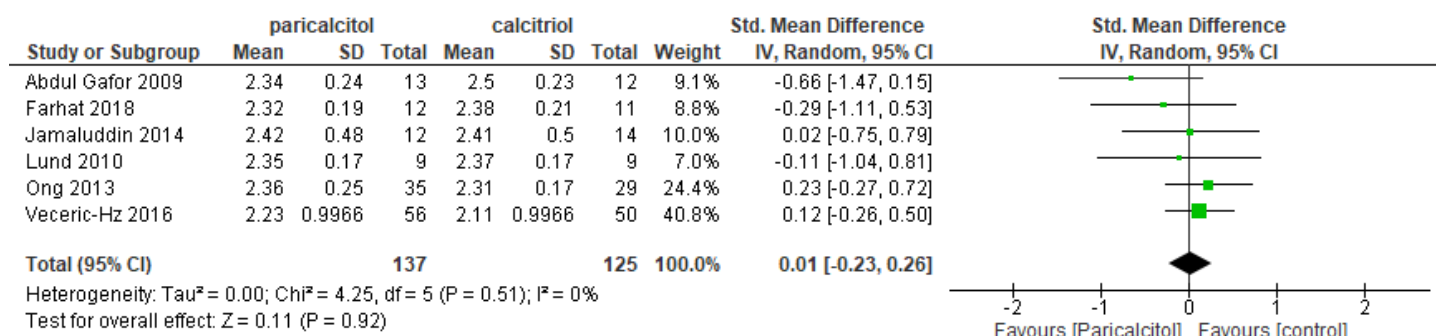 paricalcitol calcitriol Std. Mean Difference Std. Mean Difference
Study or Subgroup Mean SD Total Mean SD Total Weight IV, Random, 95% CI IV, Random, 95% CI
Abdul Gafor 2009 2.34 0.24 13 2.5 0.23 12 9.1% -0.66 [-1.47, 0.15]
Farhat 2018 2.32 0.19 12 2.38 0.21 11 8.8% -0.29 [-1.11, 0.53]
Jamaluddin 2014 2.42 0.48 12 2.41 0.5 14 10.0% 0.02 [-0.75, 0.79]
Lund 2010 2.35 0.17 9 2.37 0.17 9 7.0% -0.11 [-1.04, 0.81]
Ong 2013 2.36 0.25 35 2.31 0.17 29 24.4% 0.23 [-0.27, 0.72]
Veceric-Hz 2016 2.23 0.9966 56 2.11 0.9966 50 40.8% 0.12 [-0.26, 0.50]
Total (95% CI) 137 125 100.0% 0.01 [-0.23, 0.26]
Heterogeneity: Tau² = 0.00; Chi² = 4.25, df = 5 (P = 0.51); I² = 0%
Test for overall effect: Z = 0.11 (P = 0.92)
-2 -1 0 1 2
Favours [Paricalcitol] Favours [control]